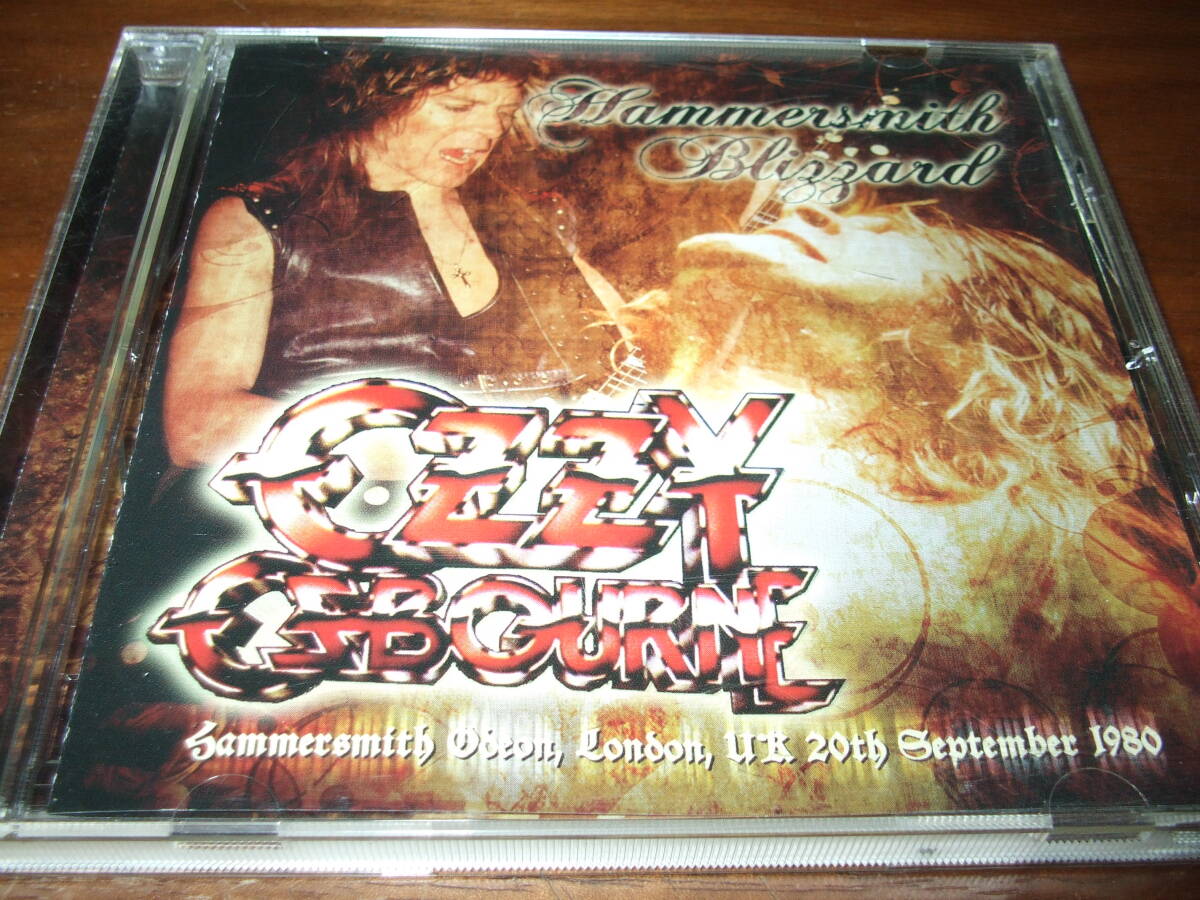 Hammersmith
Blizzard
OZZY
OSBOURNE
Hammersmith Odeon, London, UK 20th September 1980